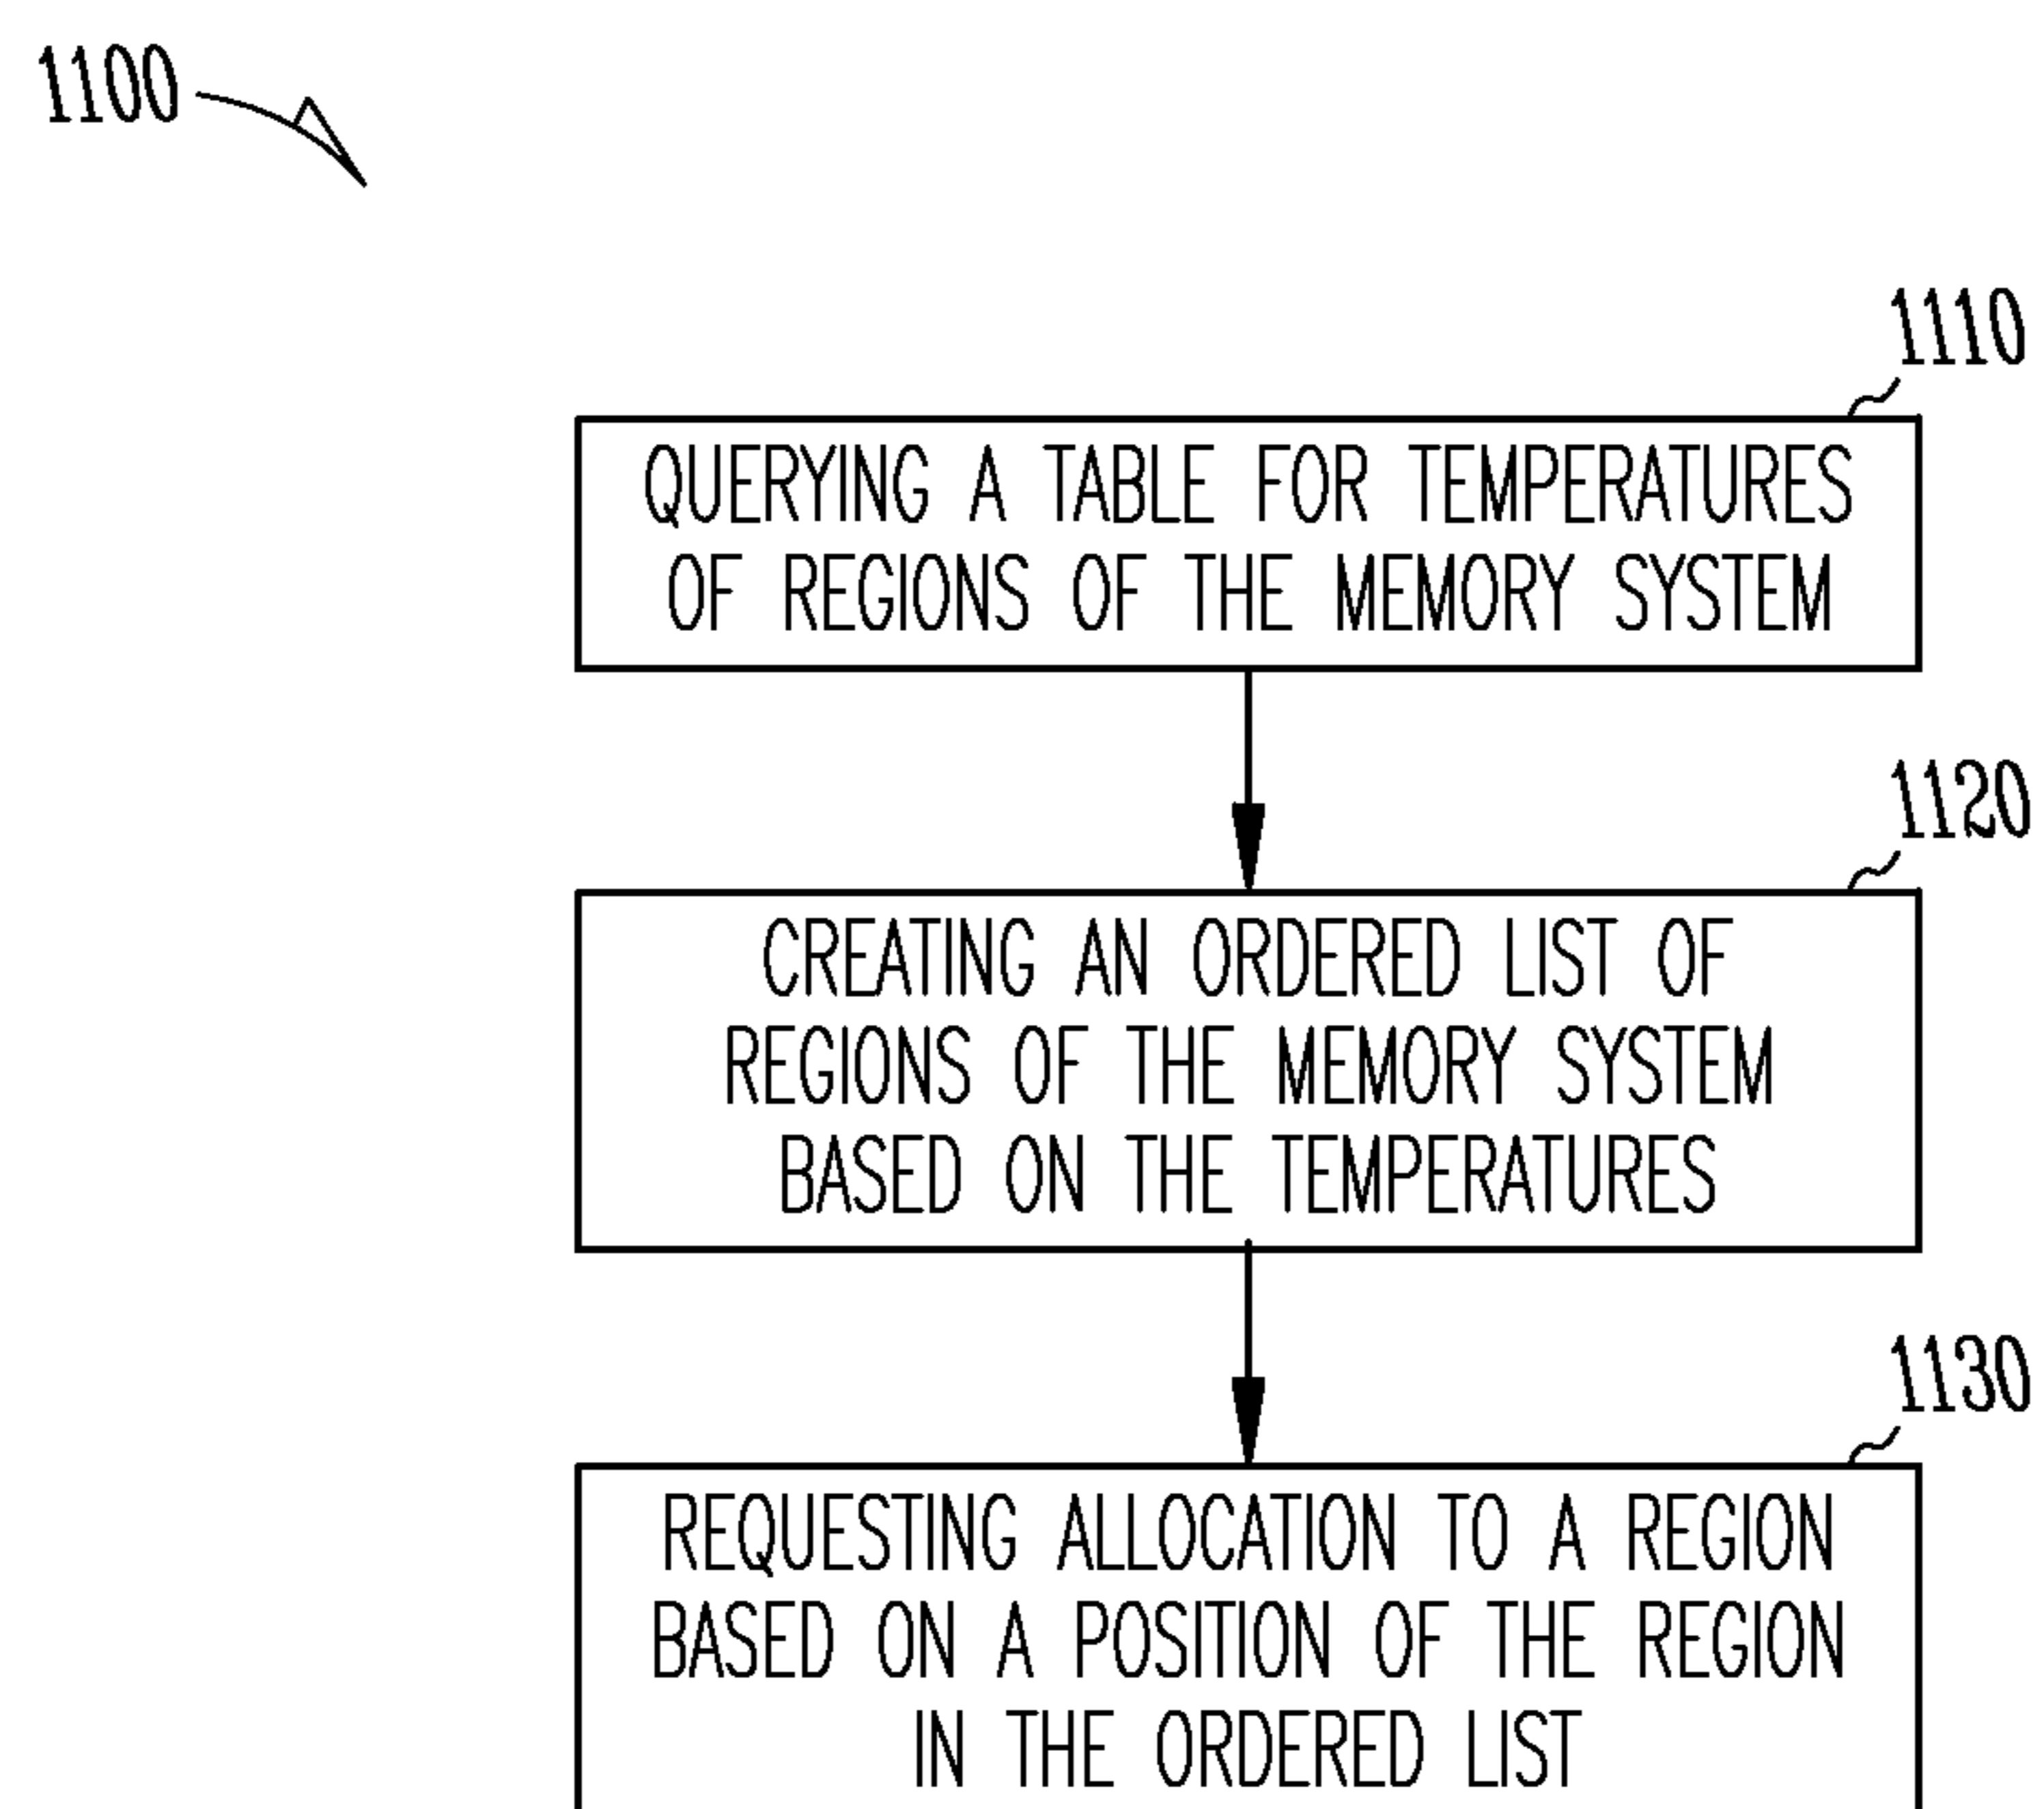 1100
1110
QUERYING A TABLE FOR TEMPERATURES
OF REGIONS OF THE MEMORY SYSTEM
1120
CREATING AN ORDERED LIST OF
REGIONS OF THE MEMORY SYSTEM
BASED ON THE TEMPERATURES
1130
REQUESTING ALLOCATION TO A REGION
BASED ON A POSITION OF THE REGION
IN THE ORDERED LIST